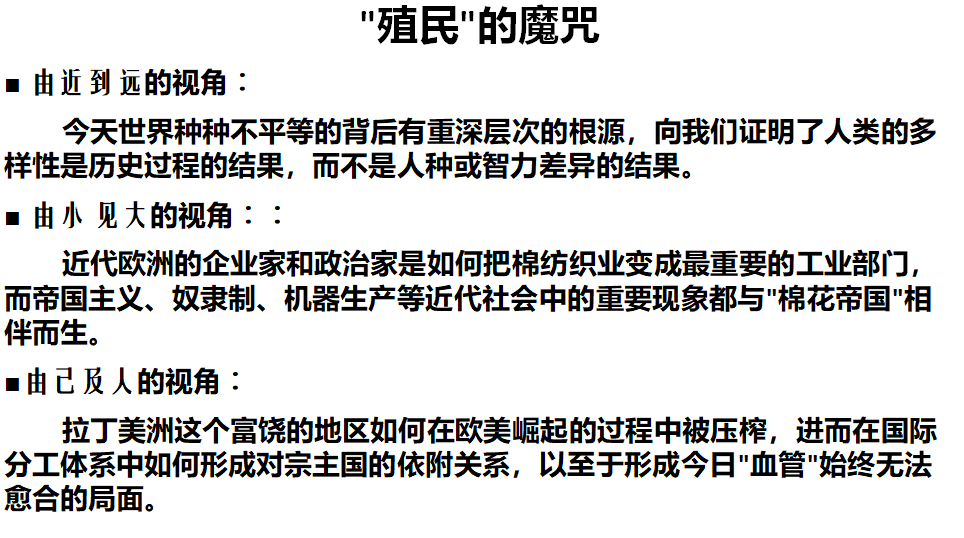 "殖民"的魔咒
■ 由近到远的视角：
今天世界种种不平等的背后有重深层次的根源，向我们证明了人类的多
样性是历史过程的结果，而不是人种或智力差异的结果。
■ 由小见大的视角：：
近代欧洲的企业家和政治家是如何把棉纺织业变成最重要的工业部门，
而帝国主义、奴隶制、机器生产等近代社会中的重要现象都与"棉花帝国"相
伴而生。
■由己及人的视角：
拉丁美洲这个富饶的地区如何在欧美崛起的过程中被压榨，进而在国际
分工体系中如何形成对宗主国的依附关系，以至于形成今日"血管"始终无法
愈合的局面。